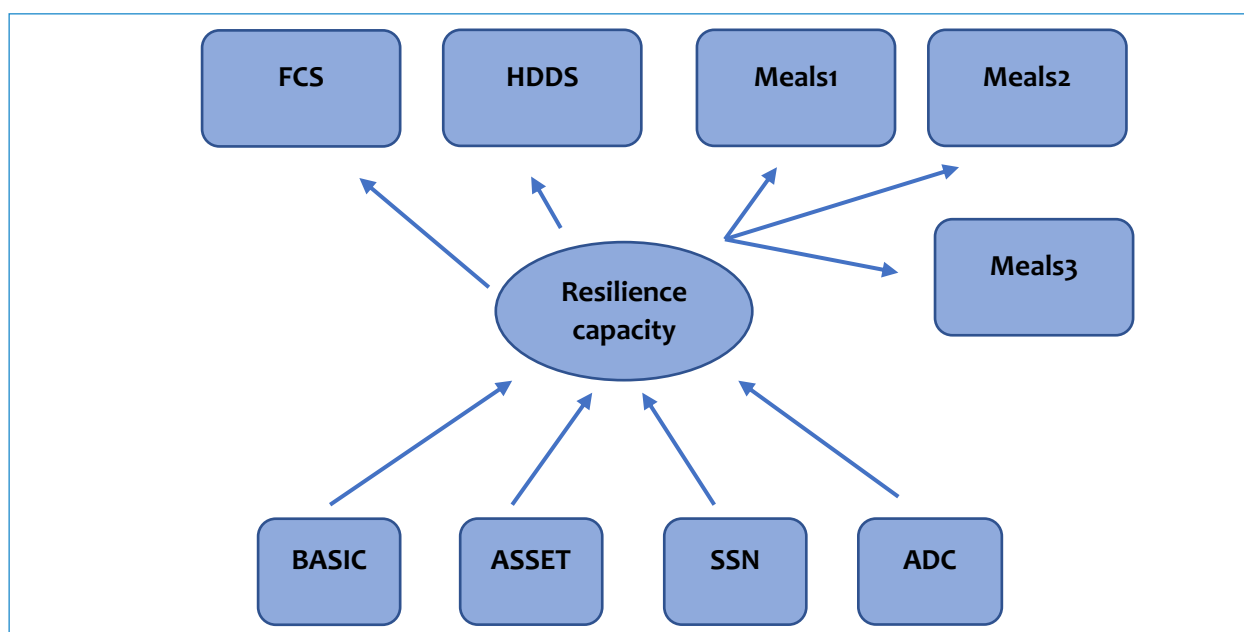 FCS
HDDS
Meals1
Meals2
Meals3
Resilience
capacity
BASIC
ASSET
SSN
ADC